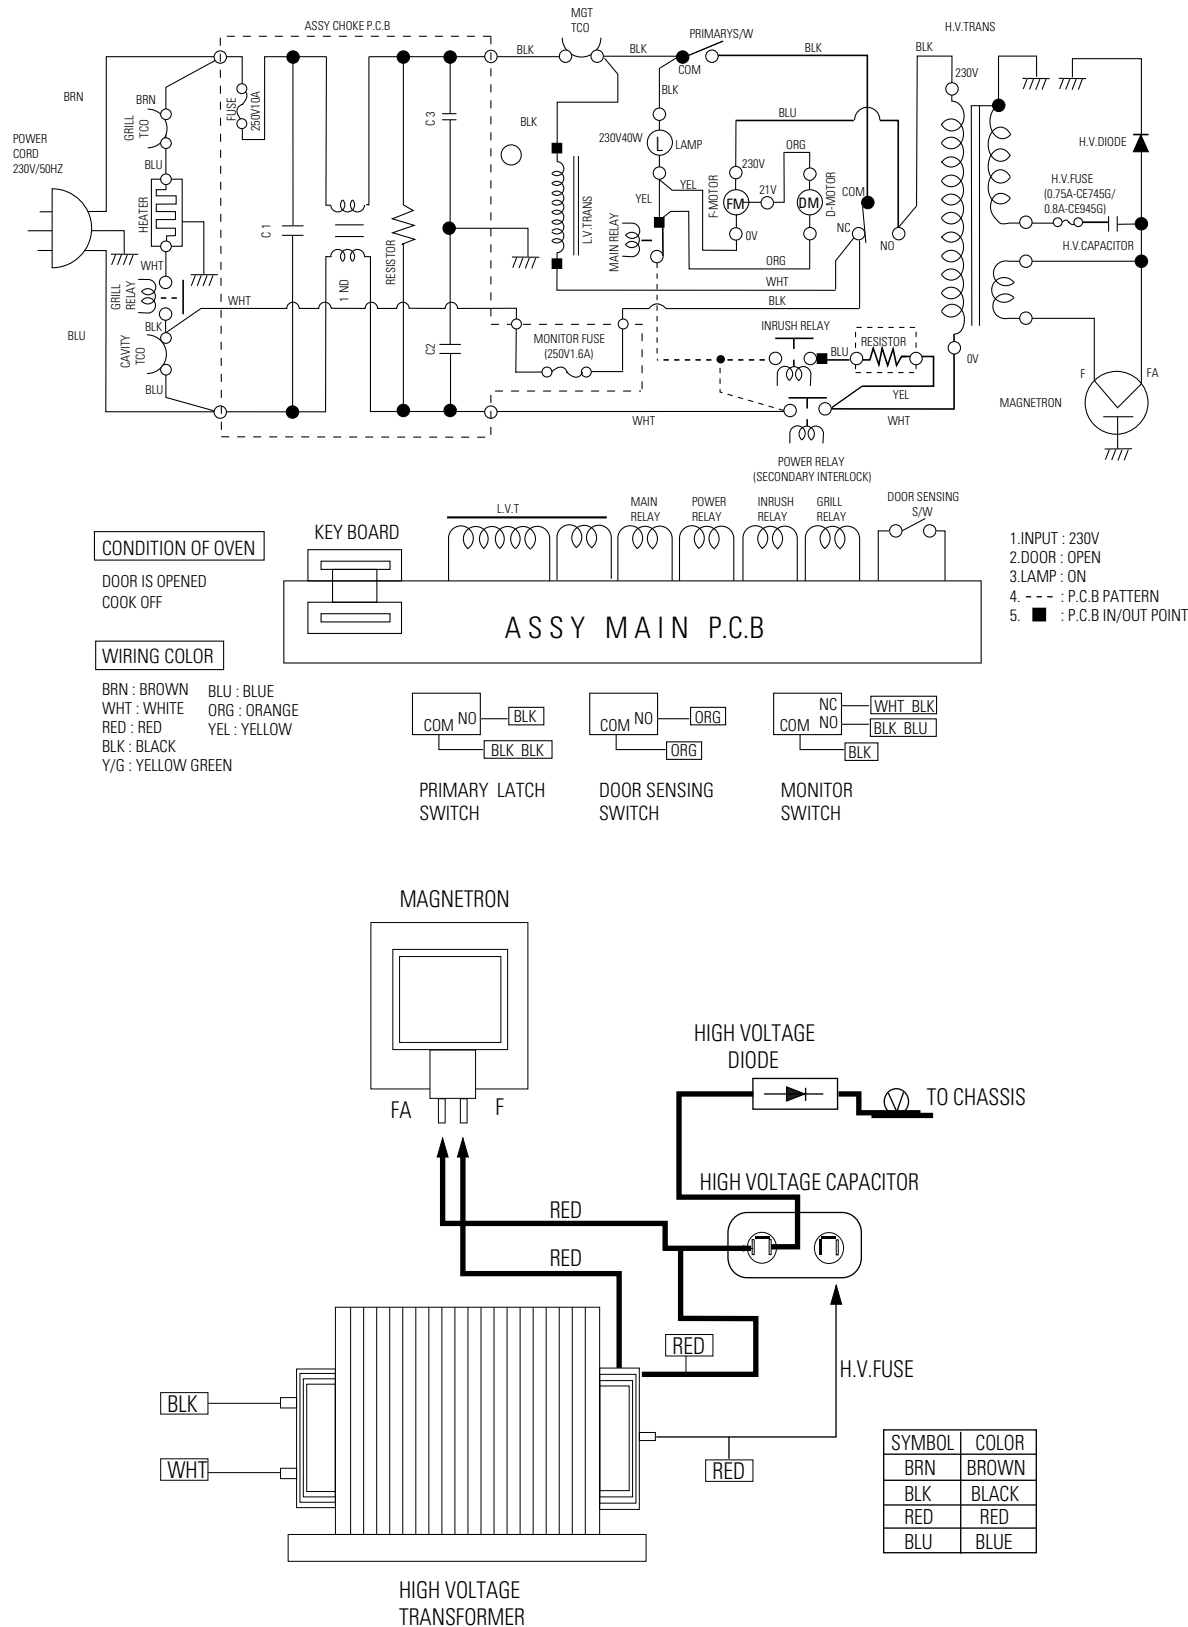 ASSY CHOKE P.C.B
MGT
TCO
PRIMARYS/W
H.V.TRANS
BLK
BLK
BLK
BLK
COM
230V
BRN
BRN
GRILL
TCO
FUSE
250V10A
C 3
BLK
BLK
BLU
H.V.DIODE
POWER
CORD
230V/50HZ
BLU
230V40W
L
LAMP
ORG
230V
21V
H.V.FUSE
(0.75A-CE745G/
0.8A-CE945G)
HEATER
YEL
YEL
F-MOTOR
FM
DM
D-MOTOR
COM
C 1
RESISTOR
L.V.TRANS
MAIN RELAY
0V
NC
NO
H.V.CAPACITOR
WHT
ORG
GRILL
RELAY
1 ND
WHT
WHT
BLK
BLU
BLK
CAVITY
TCO
C2
MONITOR FUSE
(250V1.6A)
INRUSH RELAY
BLU
RESISTOR
0V
BLU
YEL
F
FA
MAGNETRON
WHT
WHT
POWER RELAY
(SECONDARY INTERLOCK)
CONDITION OF OVEN
DOOR IS OPENED
COOK OFF
KEY BOARD
L.V.T
MAIN
RELAY
POWER
RELAY
INRUSH
RELAY
GRILL
RELAY
DOOR SENSING
S/W
1.INPUT : 230V
2.DOOR : OPEN
3.LAMP : ON
4. - - - - : P.C.B PATTERN
5. ■ : P.C.B IN/OUT POINT
ASSY MAIN P.C.B
WIRING COLOR
BRN : BROWN BLU : BLUE
WHT : WHITE ORG : ORANGE
RED : RED YEL : YELLOW
BLK : BLACK
Y/G : YELLOW GREEN
COM NO BLK
BLK BLK
PRIMARY LATCH
SWITCH
COM NO ORG
ORG
DOOR SENSING
SWITCH
NC WHT BLK
COM NO BLK BLU
BLK
MONITOR
SWITCH
MAGNETRON
FA
F
HIGH VOLTAGE
DIODE
TO CHASSIS
HIGH VOLTAGE CAPACITOR
RED
RED
RED
H.V.FUSE
BLK
WHT
RED
SYMBOL COLOR
BRN BROWN
BLK BLACK
RED RED
BLU BLUE
HIGH VOLTAGE
TRANSFORMER